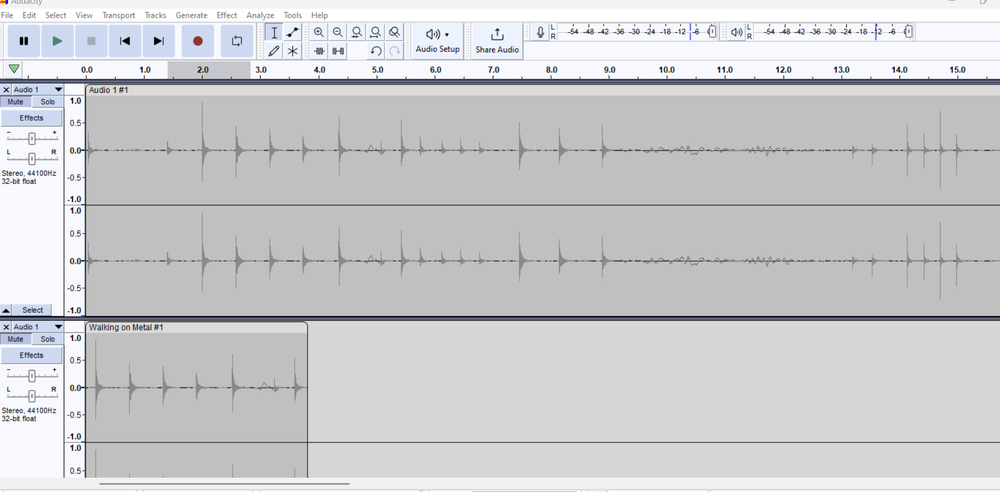 Audacity
File Edit Select View Transport Tracks Generate Effect Analyze Tools Help
L -54 -48 -42 -36 -30 -24 -18 -12 -6 0
R
L -54 -48 -42 -36 -30 -24 -18 -12 -6 0
R
Audio Setup
Share Audio
0.0 1.0 2.0 3.0 4.0 5.0 6.0 7.0 8.0 9.0 10.0 11.0 12.0 13.0 14.0 15.0
Audio 1
Audio 1 #1
Mute Solo
Effects
- +
L R
Stereo, 44100Hz
32-bit float
Select
1.0
0.5
0.0
-0.5
-1.0
1.0
0.5
0.0
-0.5
-1.0
Audio 1
Walking on Metal #1
Mute Solo
Effects
- +
L R
Stereo, 44100Hz
32-bit float
1.0
0.5
0.0
-0.5
-1.0
1.0
0.5